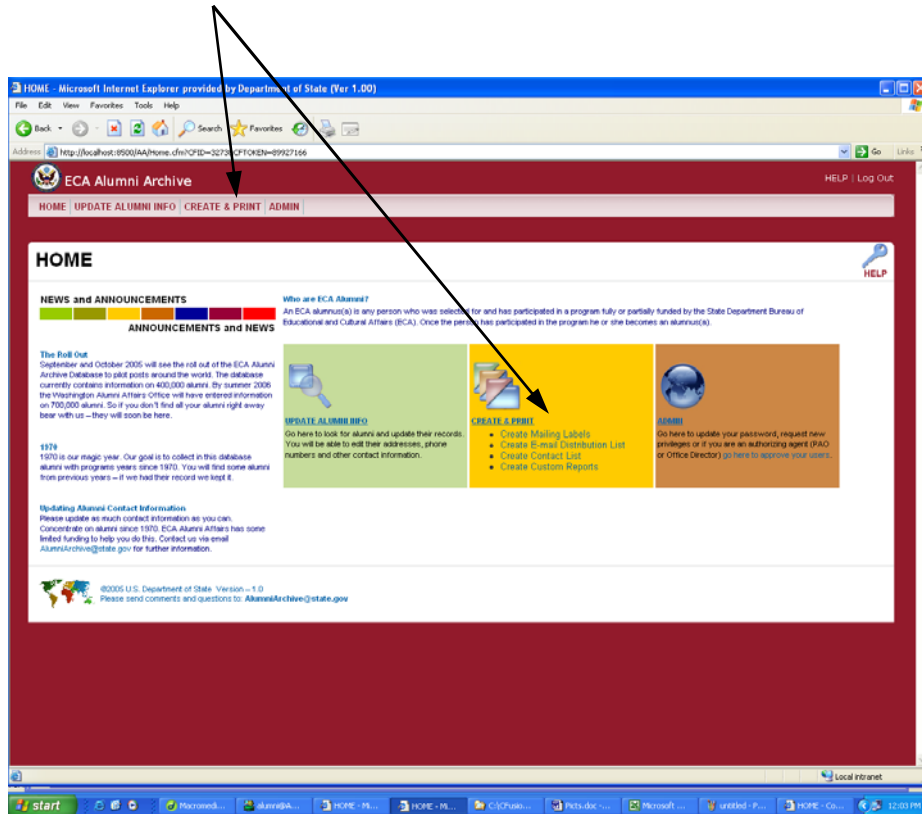 HOME - Microsoft Internet Explorer provided by Department of State (Ver 1.00)
File Edit View Favorites Tools Help
Back Search Favorites
Address http://localhost:8500/AA/Home.cfm?CFID=3273&CFTOKEN=89927166 Go Links
ECA Alumni Archive
HELP | Log Out
HOME UPDATE ALUMNI INFO CREATE & PRINT ADMIN
HOME
HELP
NEWS and ANNOUNCEMENTS
ANNOUNCEMENTS and NEWS
The Roll Out
September and October 2005 will see the roll out of the ECA Alumni
Archive Database to pilot posts around the world. The database
currently contains information on 400,000 alumni. By summer 2006
the Washington Alumni Affairs Office will have entered information
on 700,000 alumni. So if you don't find all your alumni right away
bear with us – they will soon be here.
1970
1970 is our magic year. Our goal is to collect in this database
alumni with programs years since 1970. You will find some alumni
from previous years – if we had their record we kept it.
Updating Alumni Contact Information
Please update as much contact information as you can.
Concentrate on alumni since 1970. ECA Alumni Affairs has some
limited funding to help you do this. Contact us via email
AlumniArchive@state.gov for further information.
Who are ECA Alumni?
An ECA alumnus(a) is any person who was selected for and has participated in a program fully or partially funded by the State Department Bureau of
Educational and Cultural Affairs (ECA). Once the person has participated in the program he or she becomes an alumnus(a).
UPDATE ALUMNI INFO
Go here to look for alumni and update their records.
You will be able to edit their addresses, phone
numbers and other contact information.
CREATE & PRINT
Create Mailing Labels
Create E-mail Distribution List
Create Contact List
Create Custom Reports
ADMIN
Go here to update your password, request new
privileges or if you are an authorizing agent (PAO
or Office Director) go here to approve your users.
©2005 U.S. Department of State Version – 1.0
Please send comments and questions to: AlumniArchive@state.gov
Local intranet
start Macromedi... HOME - Mi... HOME - M... C:\CFusio... Picts.doc -... Microsoft ... untitled - P... HOME - Co... 12:03 PM